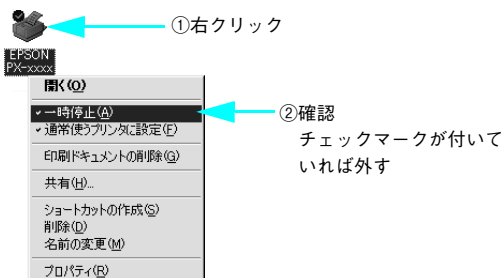 ①右クリック
EPSON
PX-xxxx
開く(O)
一時停止(A)
通常使うプリンタに設定(F)
印刷ドキュメントの削除(G)
共有(H)...
ショートカットの作成(S)
削除(D)
名前の変更(M)
プロパティ(R)
②確認
チェックマークが付いて
いれば外す